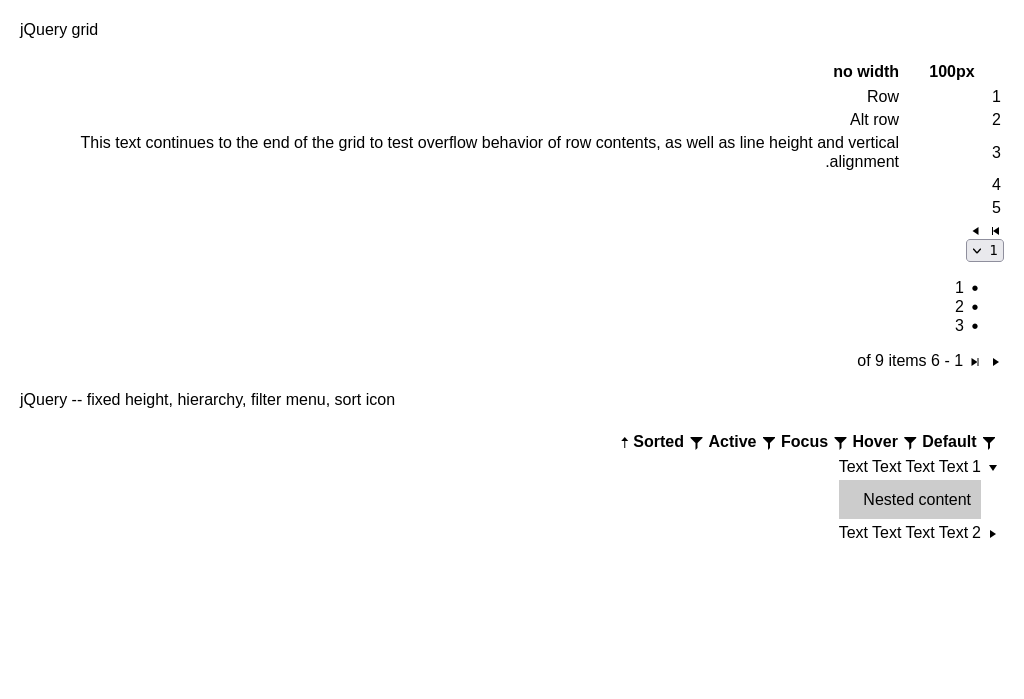 jQuery grid
no width 100px
Row 1
Alt row 2
This text continues to the end of the grid to test overflow behavior of row contents, as well as line height and vertical
.alignment
3
4
5
1
1 •
2 •
3 •
of 9 items 6 - 1
jQuery -- fixed height, hierarchy, filter menu, sort icon
Sorted Active Focus Hover Default
Text Text Text Text 1
Nested content
Text Text Text Text 2